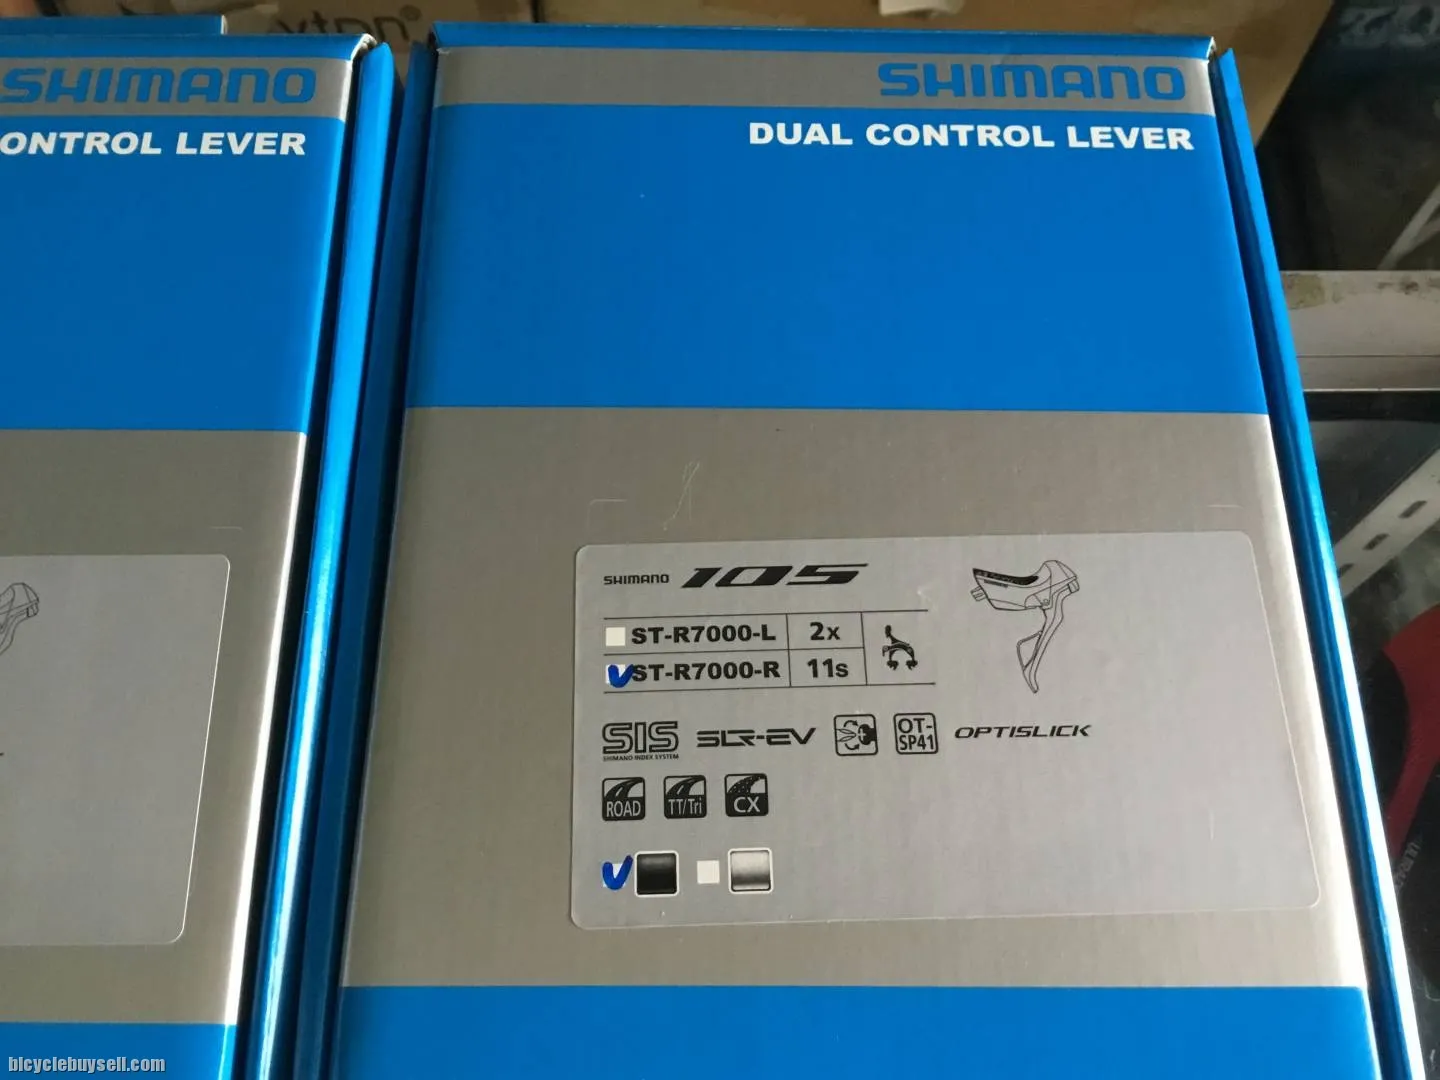 SHIMANO
ONTROL LEVER
SHIMANO
DUAL CONTROL LEVER
SHIMANO 105
ST-R7000-L 2x
ST-R7000-R 11s
SIS SLR-EV OT-SP41 OPTISLICK
SHIMANO INDEX SYSTEM
ROAD TT/Tri CX
bicyclebuysell.com